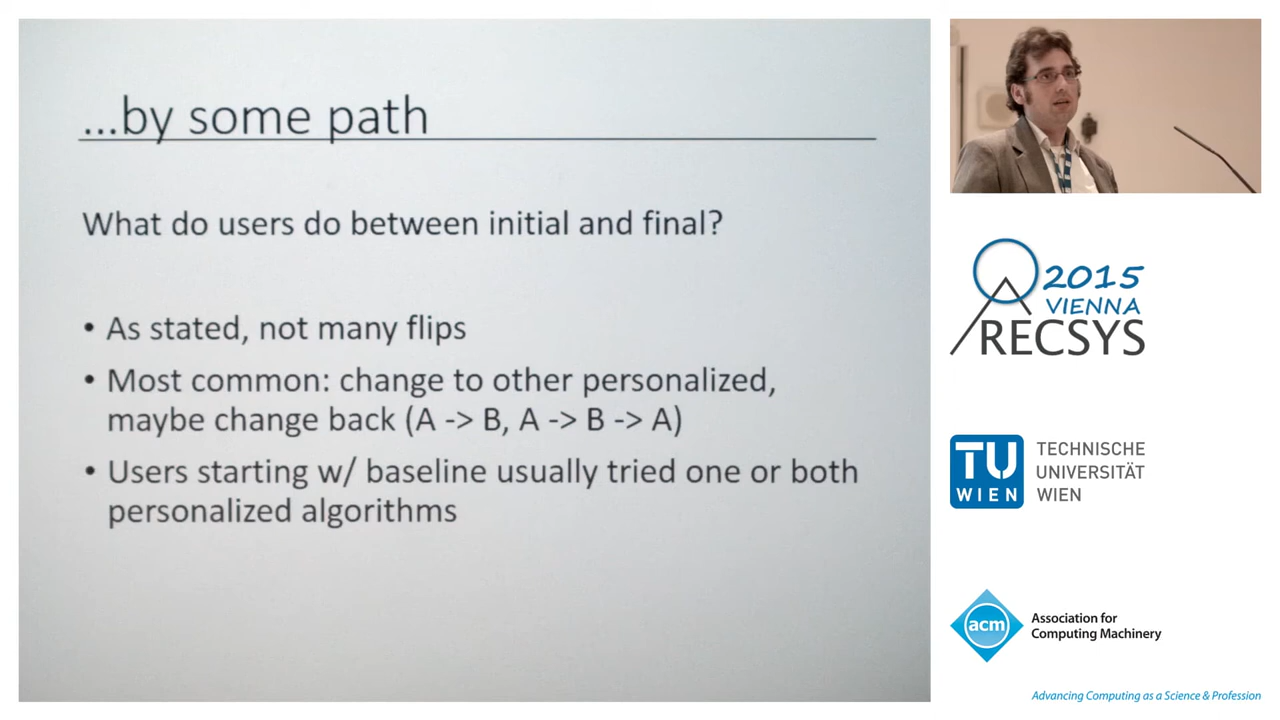 ...by some path
What do users do between initial and final?
• As stated, not many flips
• Most common: change to other personalized,
maybe change back (A -> B, A -> B -> A)
• Users starting w/ baseline usually tried one or both
personalized algorithms
2015
VIENNA
RECSYS
TU
WIEN
TECHNISCHE
UNIVERSITÄT
WIEN
acm
Association for
Computing Machinery
Advancing Computing as a Science & Profession